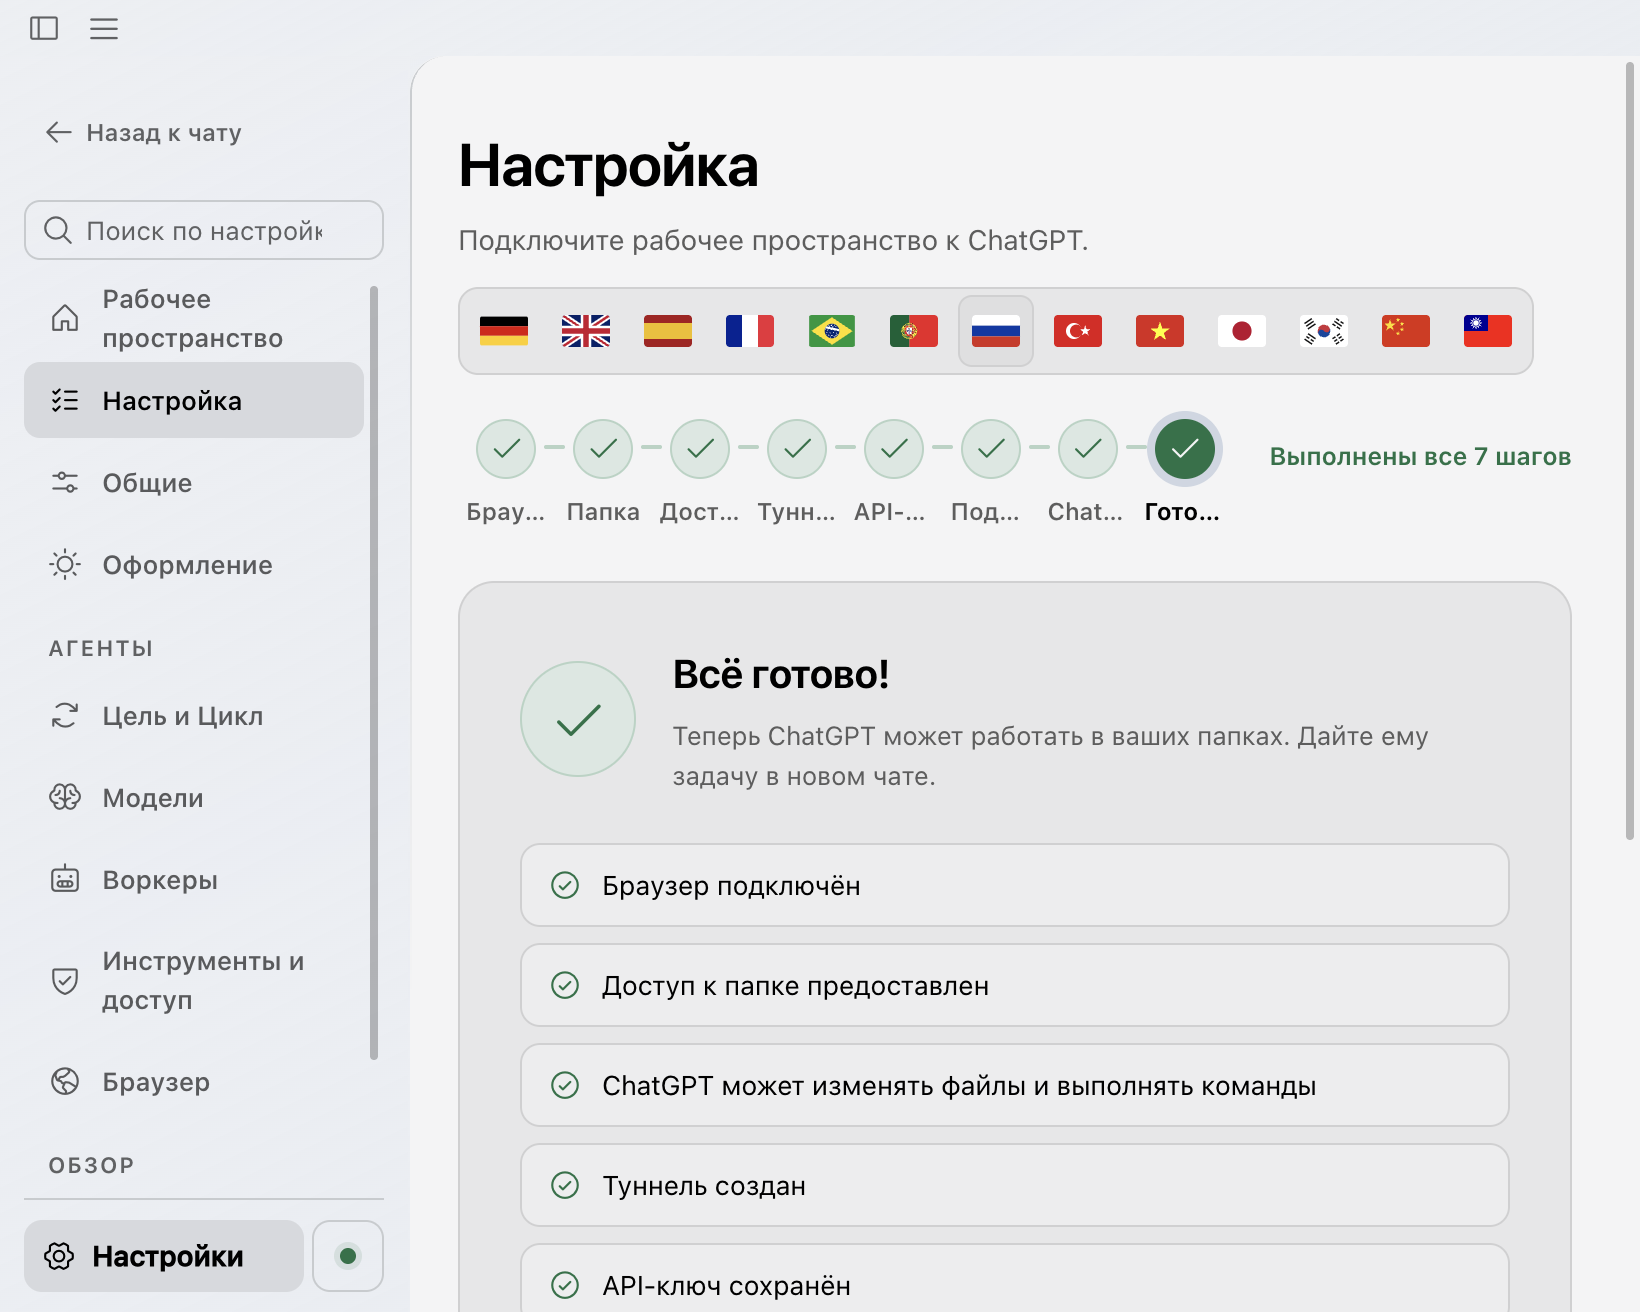 Назад к чату
Поиск по настройк
Рабочее
пространство
Настройка
Общие
Оформление
АГЕНТЫ
Цель и Цикл
Модели
Воркеры
Инструменты и
доступ
Браузер
ОБЗОР
Настройки
Настройка
Подключите рабочее пространство к ChatGPT.
Брау... Папка Дост... Тунн... API-... Под... Chat... Гото...
Выполнены все 7 шагов
Всё готово!
Теперь ChatGPT может работать в ваших папках. Дайте ему
задачу в новом чате.
Браузер подключён
Доступ к папке предоставлен
ChatGPT может изменять файлы и выполнять команды
Туннель создан
API-ключ сохранён